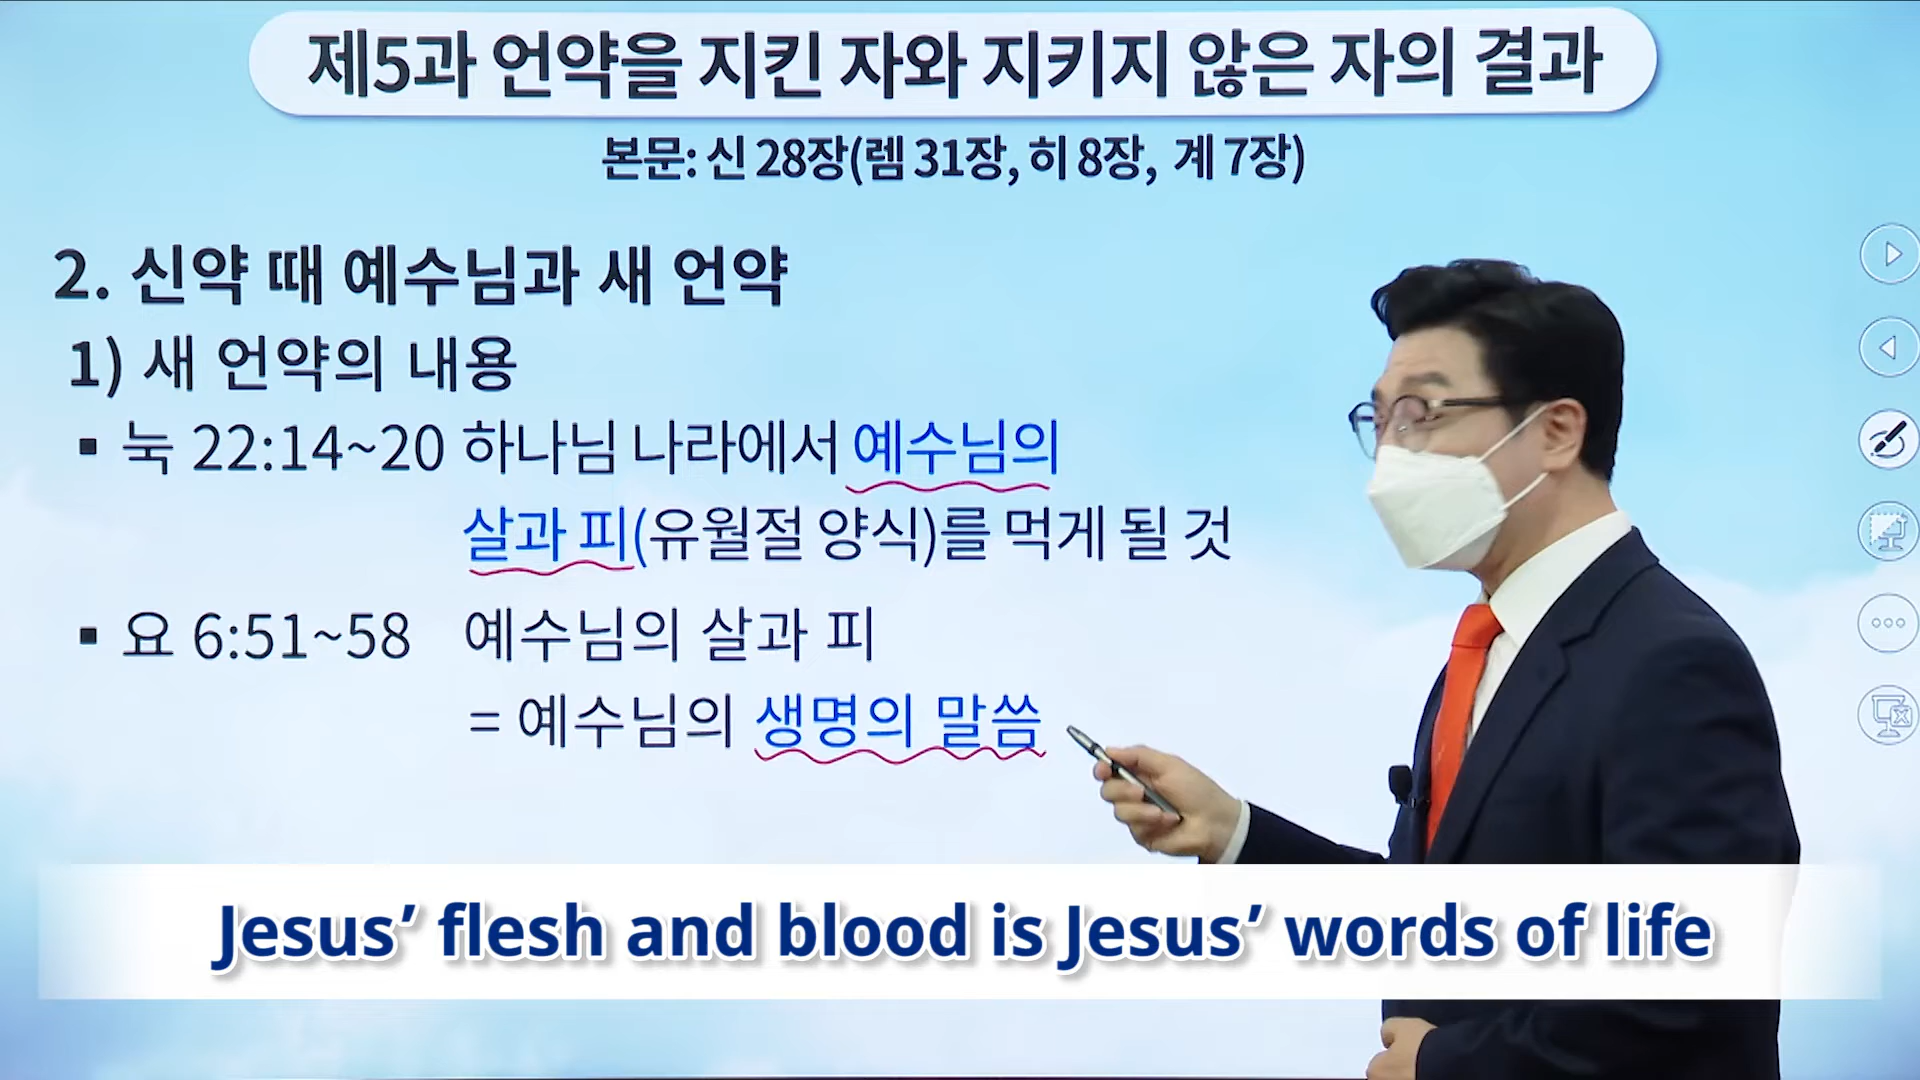 제5과 언약을 지킨 자와 지키지 않은 자의 결과
본문: 신 28장(렘 31장, 히 8장, 계 7장)
2. 신약 때 예수님과 새 언약
1) 새 언약의 내용
▪ 눅 22:14~20 하나님 나라에서 예수님의
살과 피(유월절 양식)를 먹게 될 것
▪ 요 6:51~58 예수님의 살과 피
= 예수님의 생명의 말씀
Jesus’ flesh and blood is Jesus’ words of life